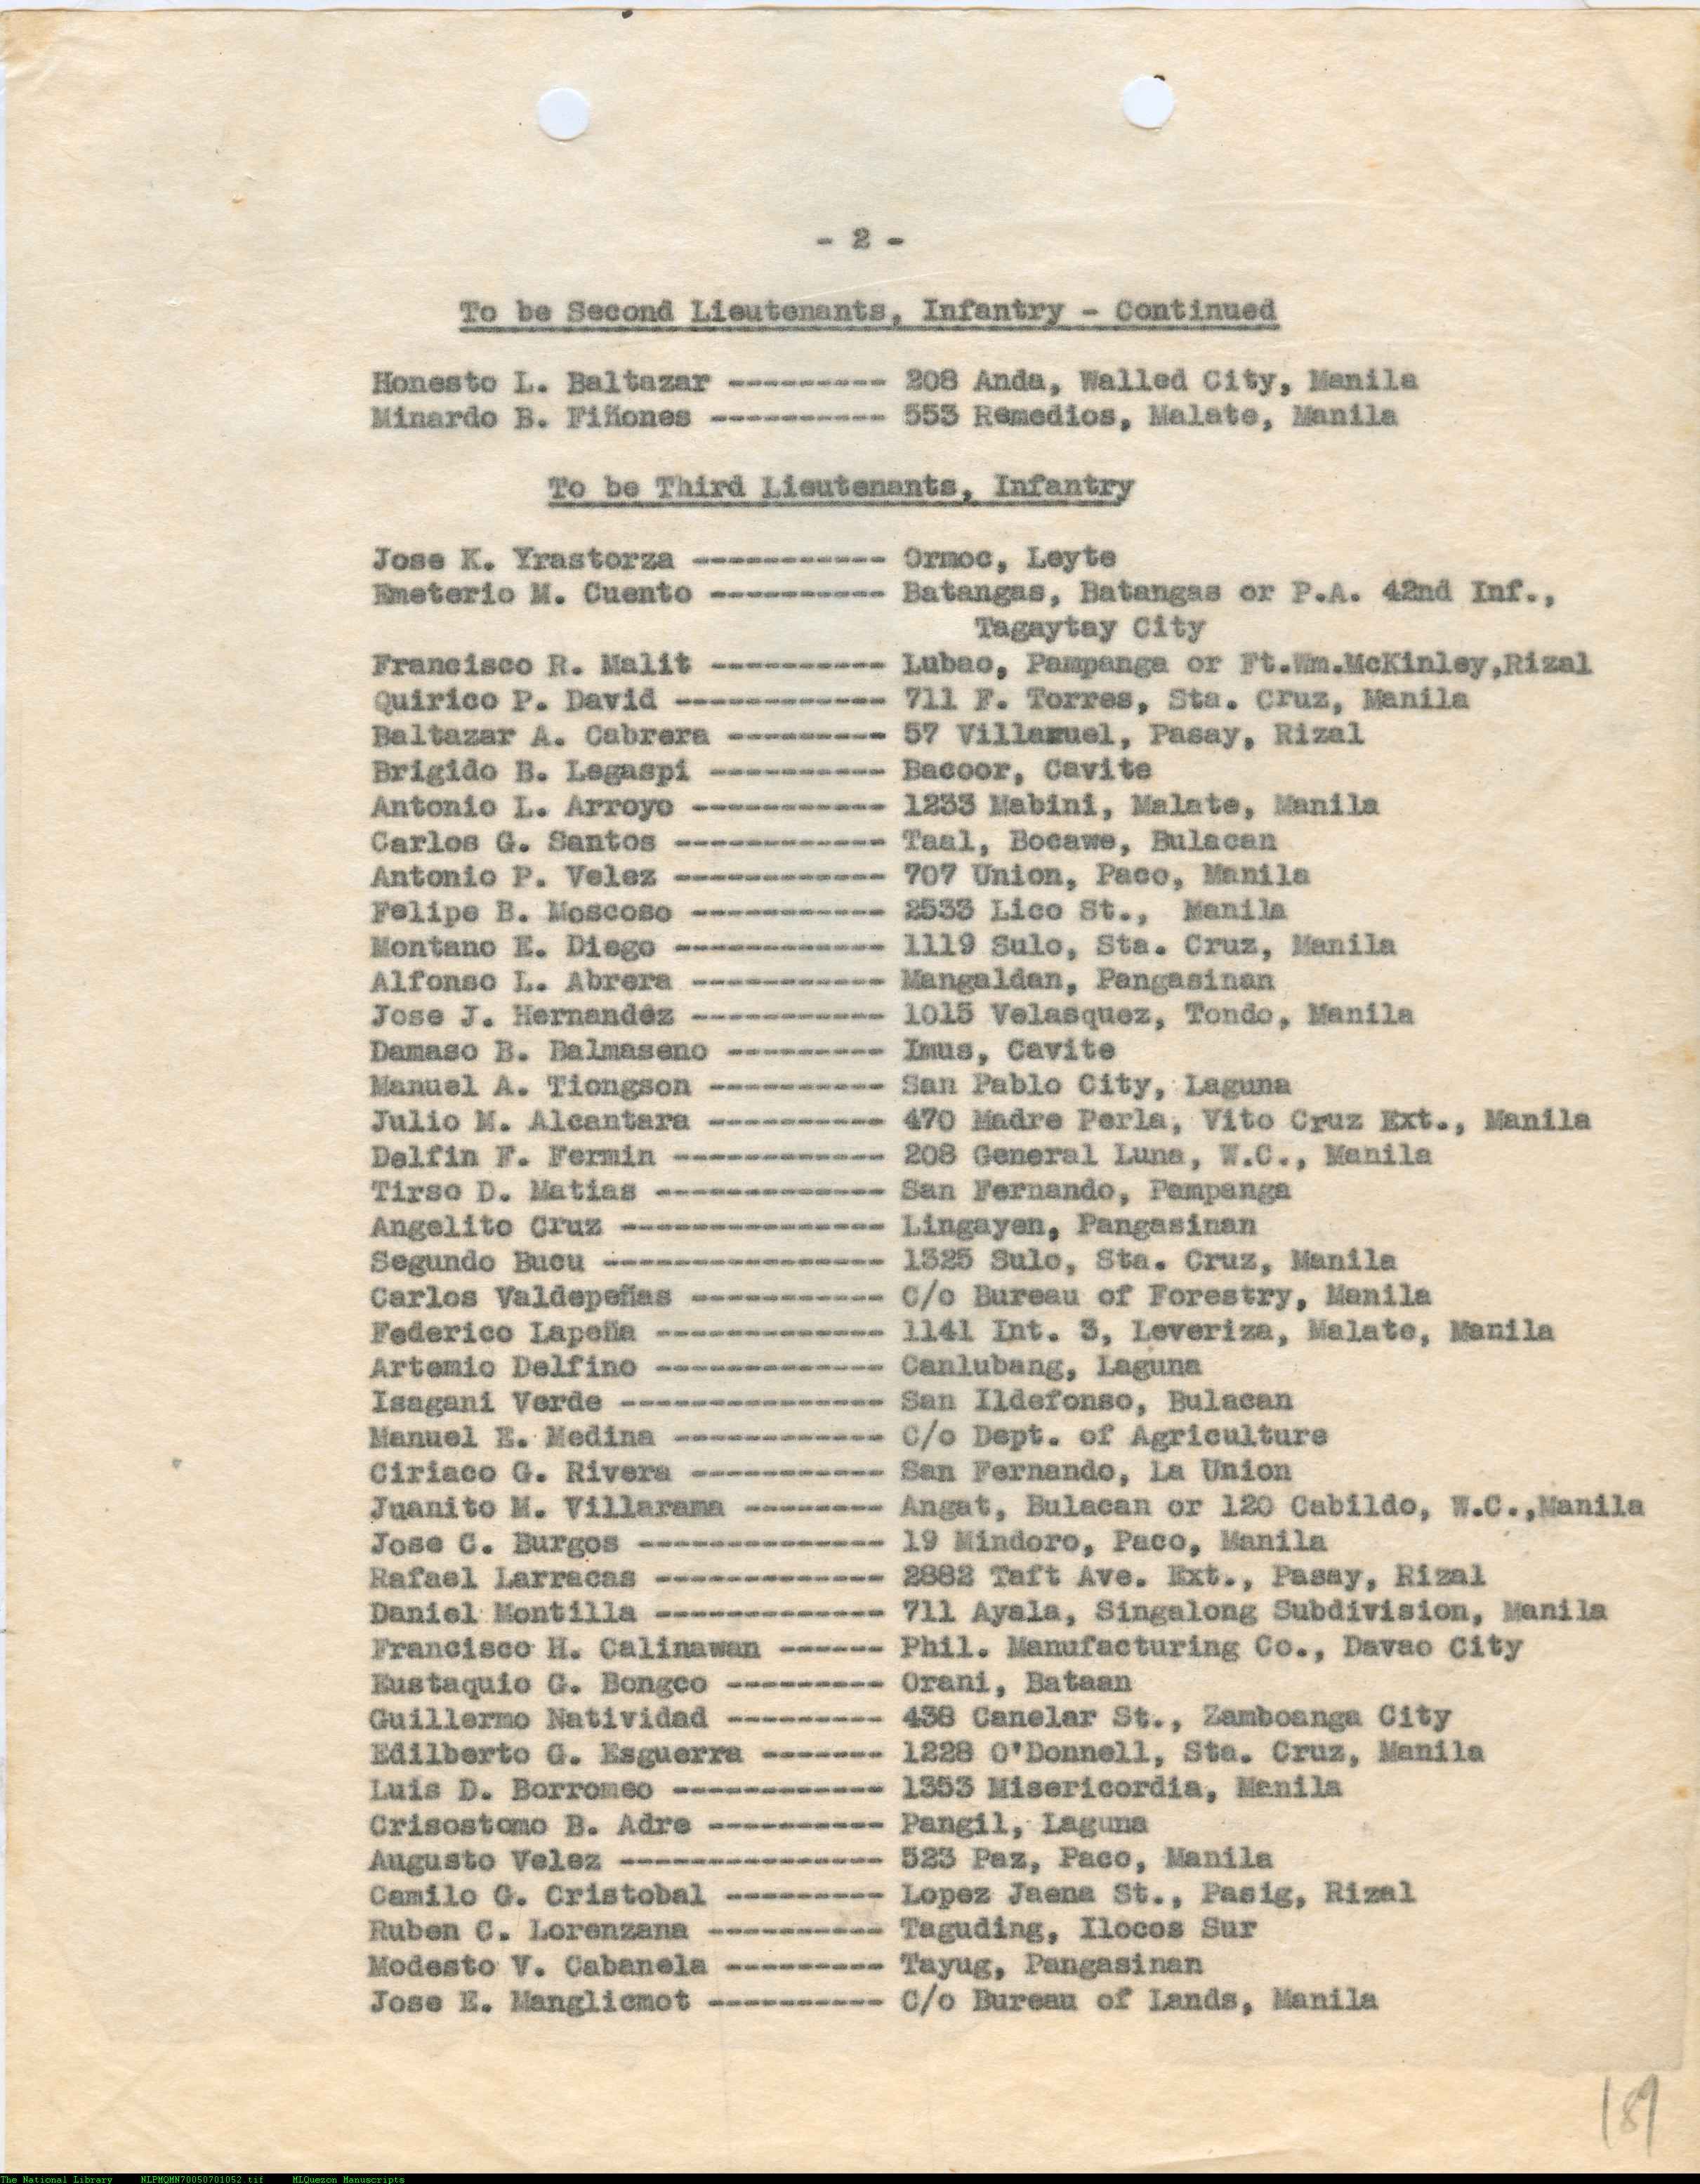 - 2 -
To be Second Lieutenants, Infantry - Continued
Honesto L. Baltazar --------- 208 Anda, Walled City, Manila
Minardo B. Fiñones ---------- 553 Remedios, Malate, Manila
To be Third Lieutenants, Infantry
Jose K. Yrastorza ----------- Ormoc, Leyte
Emeterio M. Cuento ---------- Batangas, Batangas or P.A. 42nd Inf.,
Tagaytay City
Francisco R. Malit ---------- Lubao, Pampanga or Ft.Wm.McKinley,Rizal
Quirico P. David ------------ 711 F. Torres, Sta. Cruz, Manila
Baltazar A. Cabrera --------- 57 Villamuel, Pasay, Rizal
Brigido B. Legaspi ---------- Bacoor, Cavite
Antonio L. Arroyo ----------- 1233 Mabini, Malate, Manila
Carlos G. Santos ------------ Taal, Bocawe, Bulacan
Antonio P. Velez ------------ 707 Union, Paco, Manila
Felipe B. Moscoso ----------- 2533 Lico St., Manila
Montano E. Diego ------------ 1119 Sulo, Sta. Cruz, Manila
Alfonso L. Abrera ----------- Mangaldan, Pangasinan
Jose J. Hernandez ----------- 1015 Velasquez, Tondo, Manila
Damaso B. Balmaseno --------- Imus, Cavite
Manuel A. Tiongson ---------- San Pablo City, Laguna
Julio M. Alcantara ---------- 470 Madre Perla, Vito Cruz Ext., Manila
Delfin F. Fermin ------------ 208 General Luna, W.C., Manila
Tirso D. Matias ------------- San Fernando, Pampanga
Angelito Cruz --------------- Lingayen, Pangasinan
Segundo Bucu ---------------- 1325 Sulo, Sta. Cruz, Manila
Carlos Valdepeñas ----------- C/o Bureau of Forestry, Manila
Federico Lapeña ------------- 1141 Int. 3, Leveriza, Malate, Manila
Artemio Delfino ------------- Canlubang, Laguna
Isagani Verde --------------- San Ildefonso, Bulacan
Manuel E. Medina ------------ C/o Dept. of Agriculture
Ciriaco G. Rivera ----------- San Fernando, La Union
Juanito M. Villarama -------- Angat, Bulacan or 120 Cabildo, W.C.,Manila
Jose C. Burgos -------------- 19 Mindoro, Paco, Manila
Rafael Larracas ------------- 2882 Taft Ave. Ext., Pasay, Rizal
Daniel Montilla ------------- 711 Ayala, Singalong Subdivision, Manila
Francisco H. Calinawan ------ Phil. Manufacturing Co., Davao City
Eustaquio G. Bongco --------- Orani, Bataan
Guillermo Natividad --------- 438 Canelar St., Zamboanga City
Edilberto G. Esguerra ------- 1228 O'Donnell, Sta. Cruz, Manila
Luis D. Borromeo ------------ 1353 Misericordia, Manila
Crisostomo B. Adre ---------- Pangil, Laguna
Augusto Velez --------------- 523 Paz, Paco, Manila
Camilo G. Cristobal --------- Lopez Jaena St., Pasig, Rizal
Ruben C. Lorenzana ---------- Taguding, Ilocos Sur
Modesto V. Cabanela --------- Tayug, Pangasinan
Jose E. Manglicmot ---------- C/o Bureau of Lands, Manila
189
The National Library NLPMQMN70050701052.tif MLQuezon Manuscripts